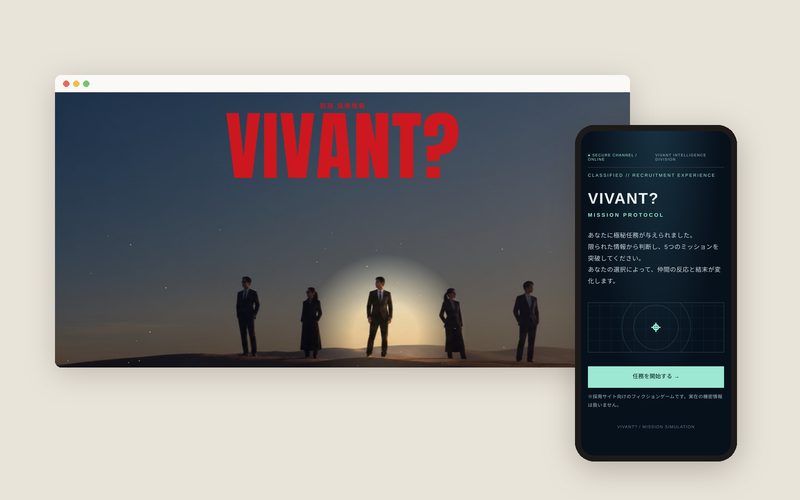 VIVANT?
● SECURE CHANNEL / ONLINE
VIVANT INTELLIGENCE DIVISION
CLASSIFIED // RECRUITMENT EXPERIENCE
VIVANT?
MISSION PROTOCOL
あなたに極秘任務が与えられました。
限られた情報から判断し、5つのミッションを
突破してください。
あなたの選択によって、仲間の反応と結末が変
化します。
任務を開始する →
※採用サイト向けのフィクションゲームです。実在の機密情報
は扱いません。
VIVANT? / MISSION SIMULATION